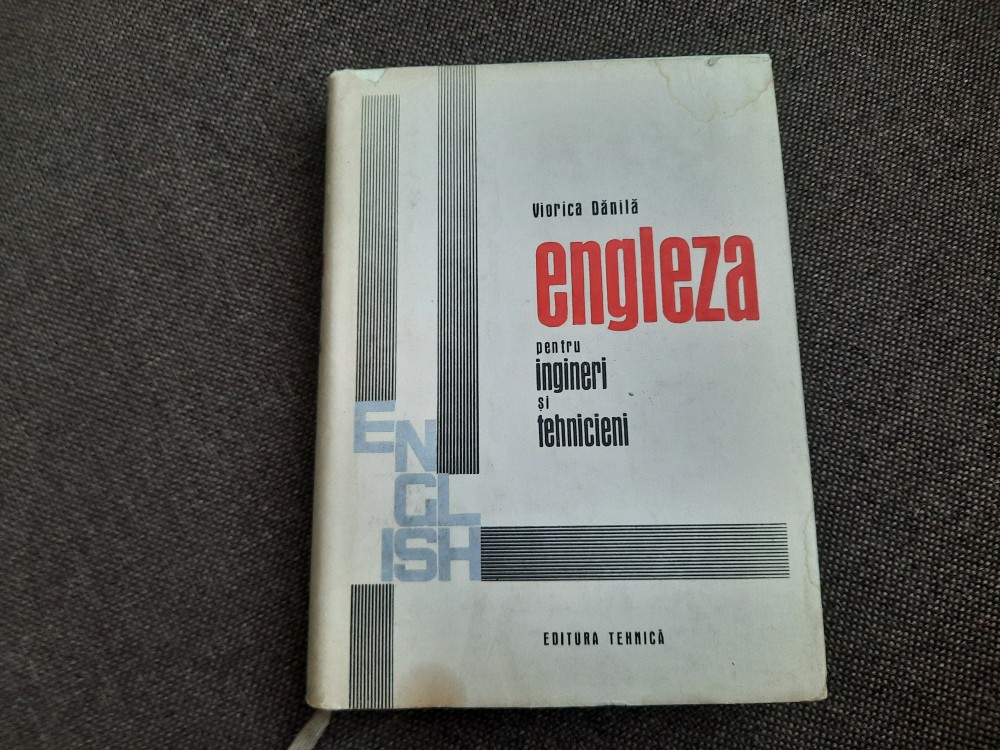 Viorica Dănilă
engleza
pentru
ingineri
și
tehnicieni
EN
GL
ISH
EDITURA TEHNICĂ